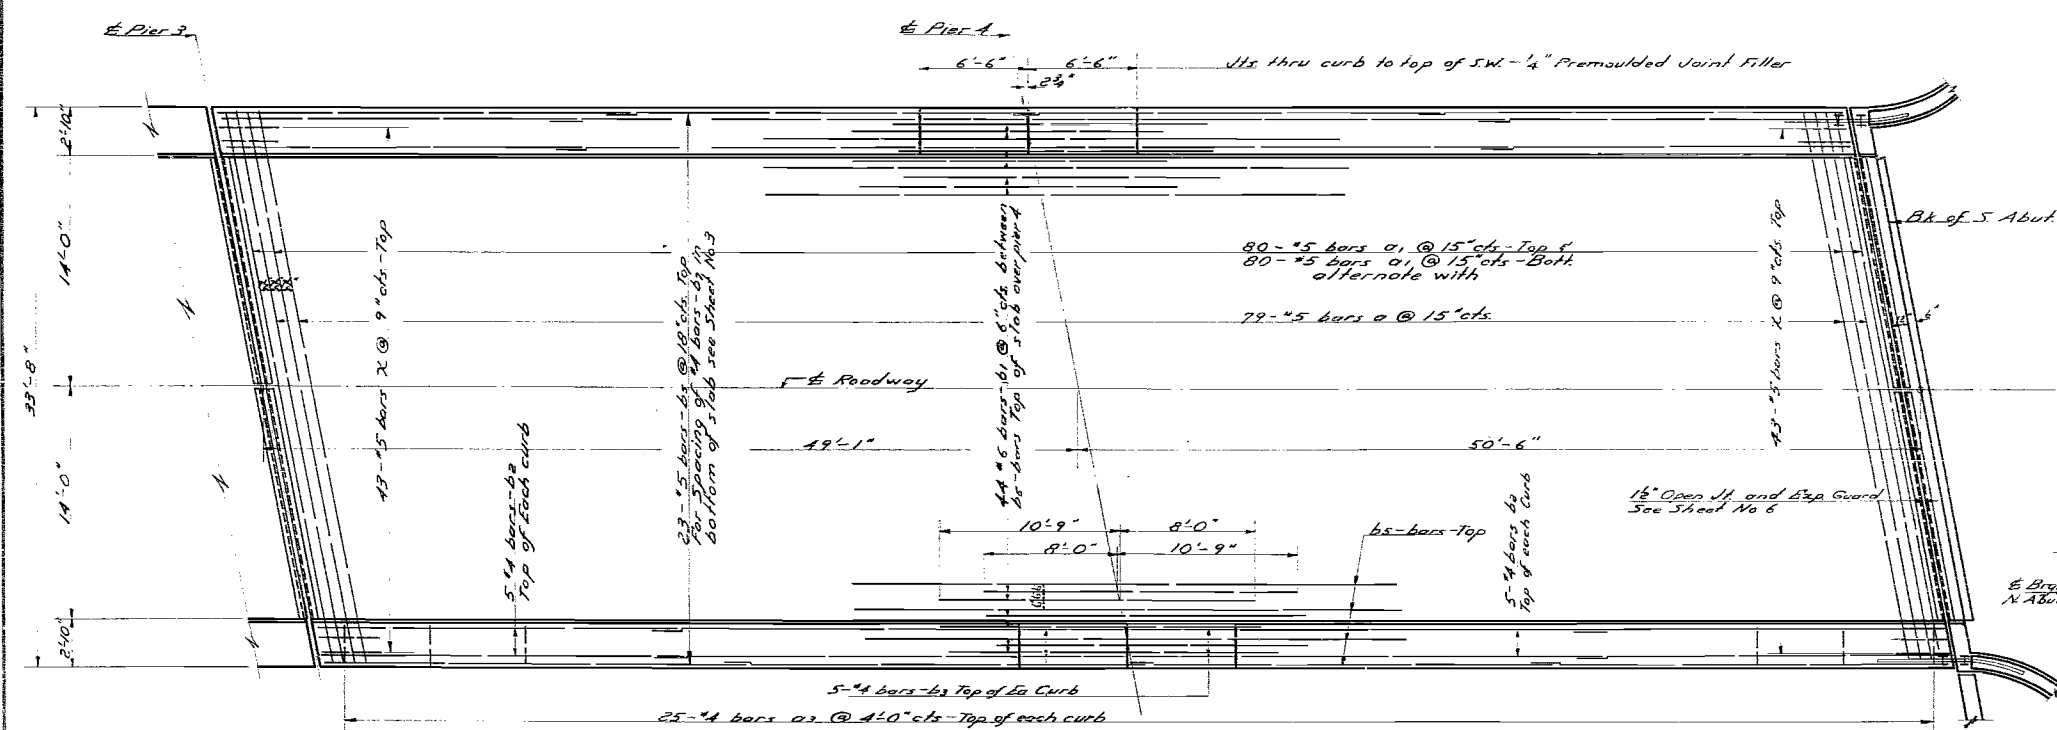 ℄ Pier 3
℄ Pier 4
6'-6" 6'-6"
2¾"
Jts thru curb to top of S.W. - ¼" Premoulded Joint Filler
2'-10"
14'-0"
33'-8"
14'-0"
2'-10"
43-#5 bars X @ 9" cts.-Top
23-#5 bars-b5 @ 18" cts. Top
For Spacing of #4 bars-b3 in
bottom of slab see Sheet No 3
44 #6 bars-b1 @ 6" cts. between
b5-bars Top of slab over pier 4
80-#5 bars a1 @ 15" cts-Top &
80-#5 bars a1 @ 15" cts-Bott.
alternate with
79-#5 bars a @ 15" cts.
43-#5 bars X @ 9" cts. Top
Bk of S Abut.
6"
℄ Roadway
49'-1"
50'-6"
5-#4 bars-b2
Top of Each curb
10'-9" 8'-0"
8'-0" 10'-9"
b5-bars-Top
5-#4 bars b2
Top of each Curb
1½" Open Jt. and Exp. Guard
See Sheet No 6
℄
N. Abu
5-#4 bars-b3 Top of Ea Curb
25-#4 bars a3 @ 4'-0" cts-Top of each curb